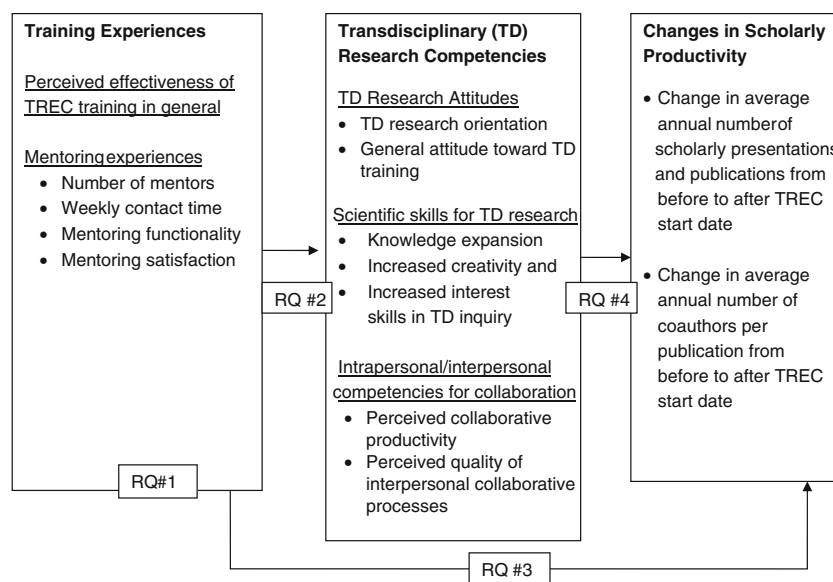 Training Experiences
Perceived effectiveness of
TREC training in general
Mentoring experiences
• Number of mentors
• Weekly contact time
• Mentoring functionality
• Mentoring satisfaction
RQ#1
RQ #2
Transdisciplinary (TD)
Research Competencies
TD Research Attitudes
• TD research orientation
• General attitude toward TD
training
Scientific skills for TD research
• Knowledge expansion
• Increased creativity and
• Increased interest
skills in TD inquiry
Intrapersonal/interpersonal
competencies for collaboration
• Perceived collaborative
productivity
• Perceived quality of
interpersonal collaborative
processes
RQ #4
Changes in Scholarly
Productivity
• Change in average
annual number of
scholarly presentations
and publications from
before to after TREC
start date
• Change in average
annual number of
coauthors per
publication from
before to after TREC
start date
RQ #3